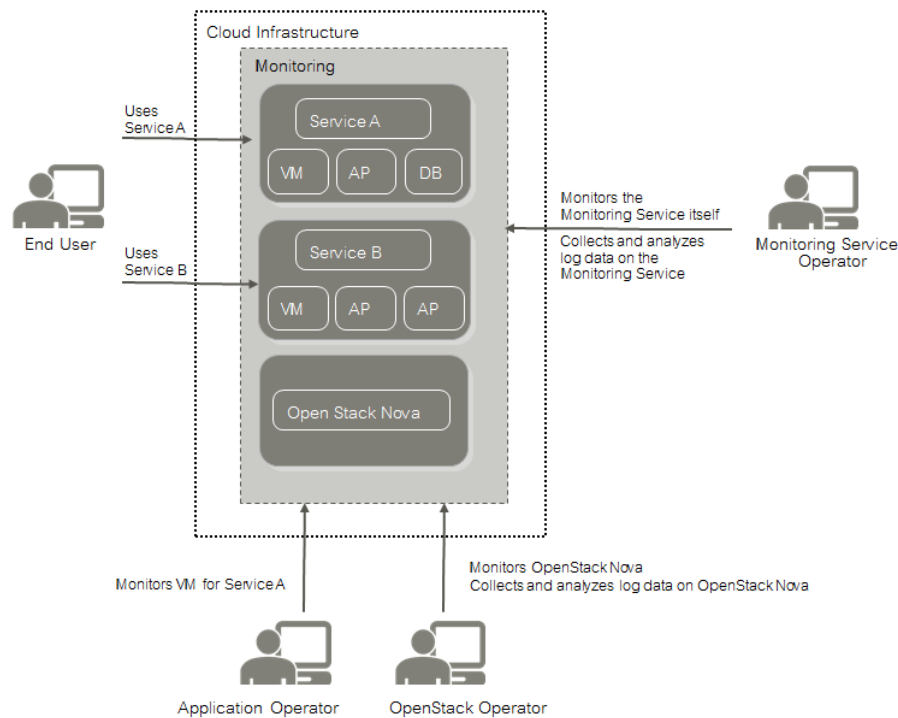 Cloud Infrastructure
Monitoring
Uses
Service A
Service A
VM
AP
DB
End User
Monitors the
Monitoring Service itself
Collects and analyzes
log data on the
Monitoring Service
Monitoring Service
Operator
Uses
Service B
Service B
VM
AP
AP
Open Stack Nova
Monitors VM for Service A
Monitors OpenStack Nova
Collects and analyzes log data on OpenStack Nova
Application Operator
OpenStack Operator